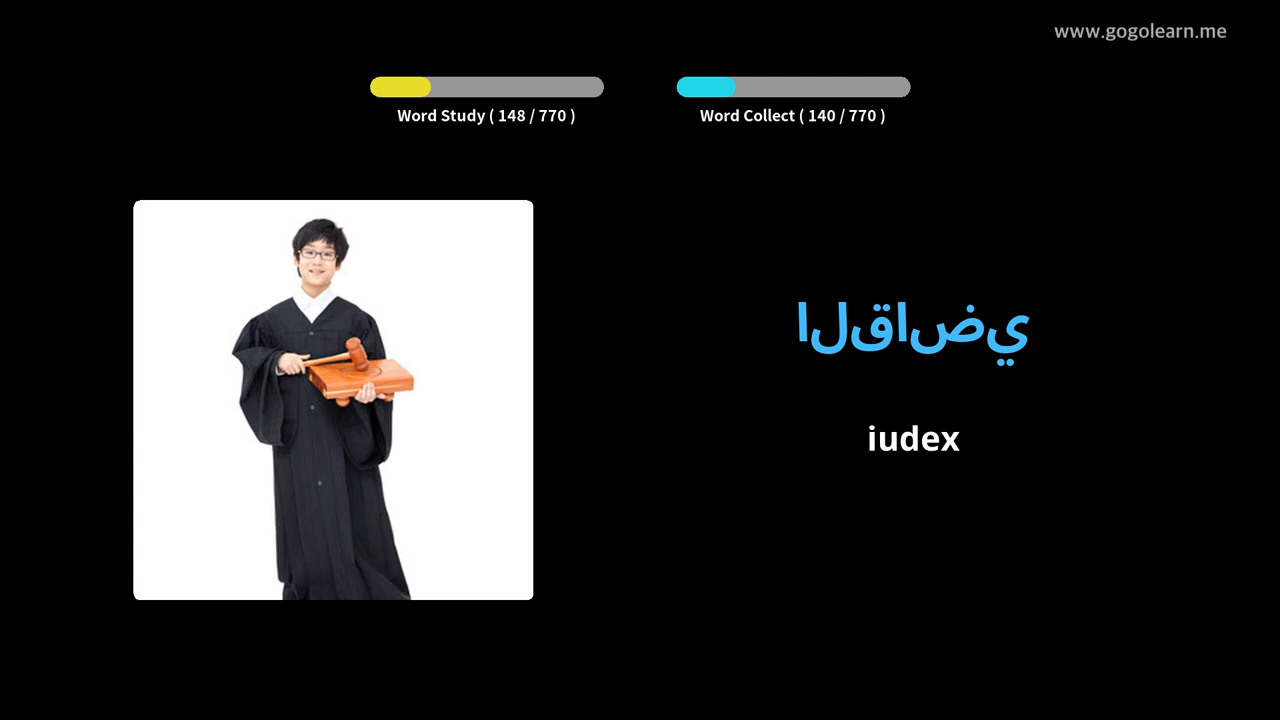 www.gogolearn.me
Word Study ( 148 / 770 )
Word Collect ( 140 / 770 )
القاضي
iudex